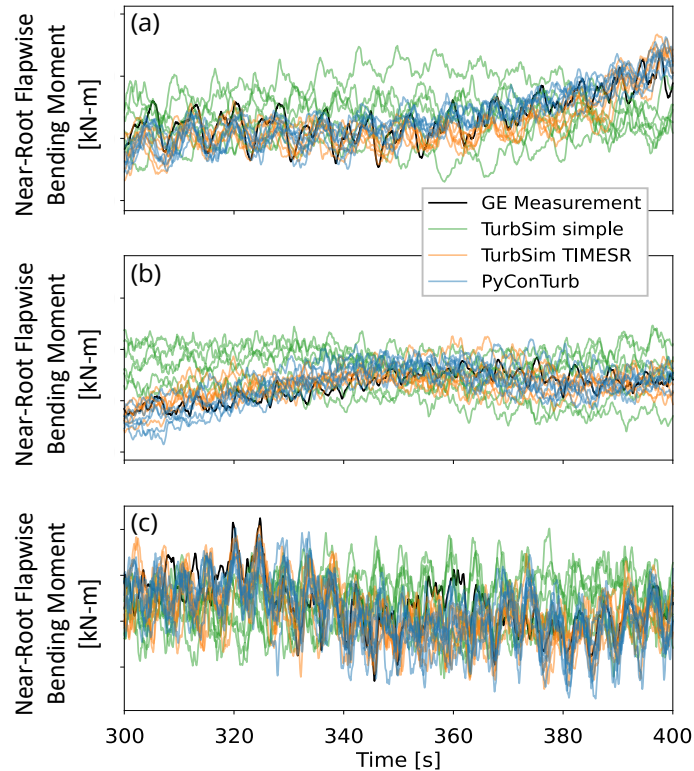 (a)
Near-Root Flapwise
Bending Moment
[kN-m]
GE Measurement
TurbSim simple
TurbSim TIMESR
PyConTurb
(b)
Near-Root Flapwise
Bending Moment
[kN-m]
(c)
Near-Root Flapwise
Bending Moment
[kN-m]
300 320 340 360 380 400
Time [s]